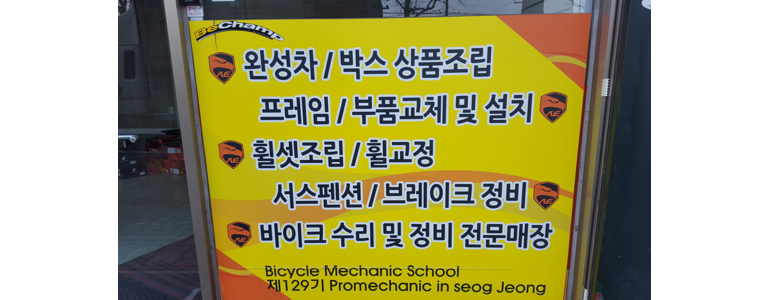 BeChamp
완성차 / 박스 상품조립
프레임 / 부품교체 및 설치
휠셋조립 / 휠교정
서스펜션 / 브레이크 정비
바이크 수리 및 정비 전문매장
Bicycle Mechanic School
제129기 Promechanic in seog Jeong